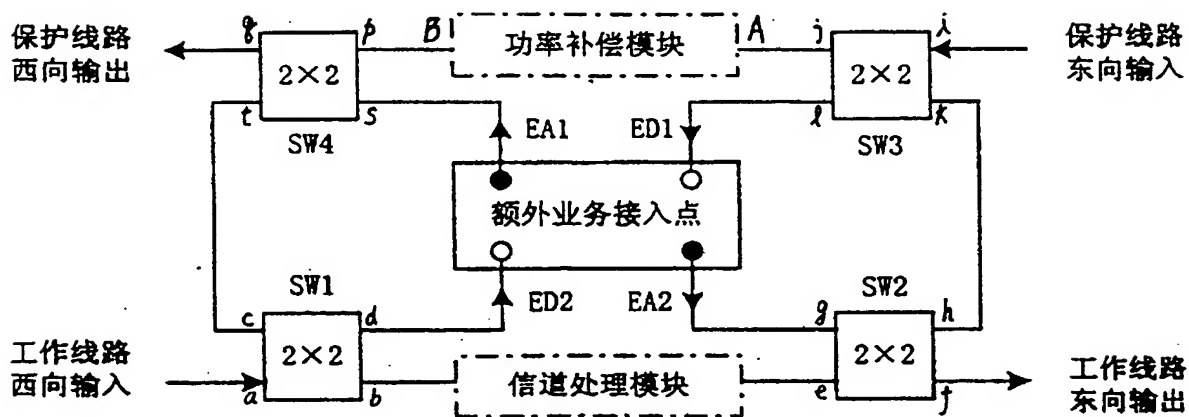 保护线路
西向输出
q
p
B
功率补偿模块
A
j
i
保护线路
东向输入
2×2
2×2
t
s
l
k
SW4
EA1
ED1
SW3
额外业务接入点
SW1
ED2
EA2
SW2
c
d
g
h
工作线路
西向输入
2×2
2×2
工作线路
东向输出
a
b
信道处理模块
e
f